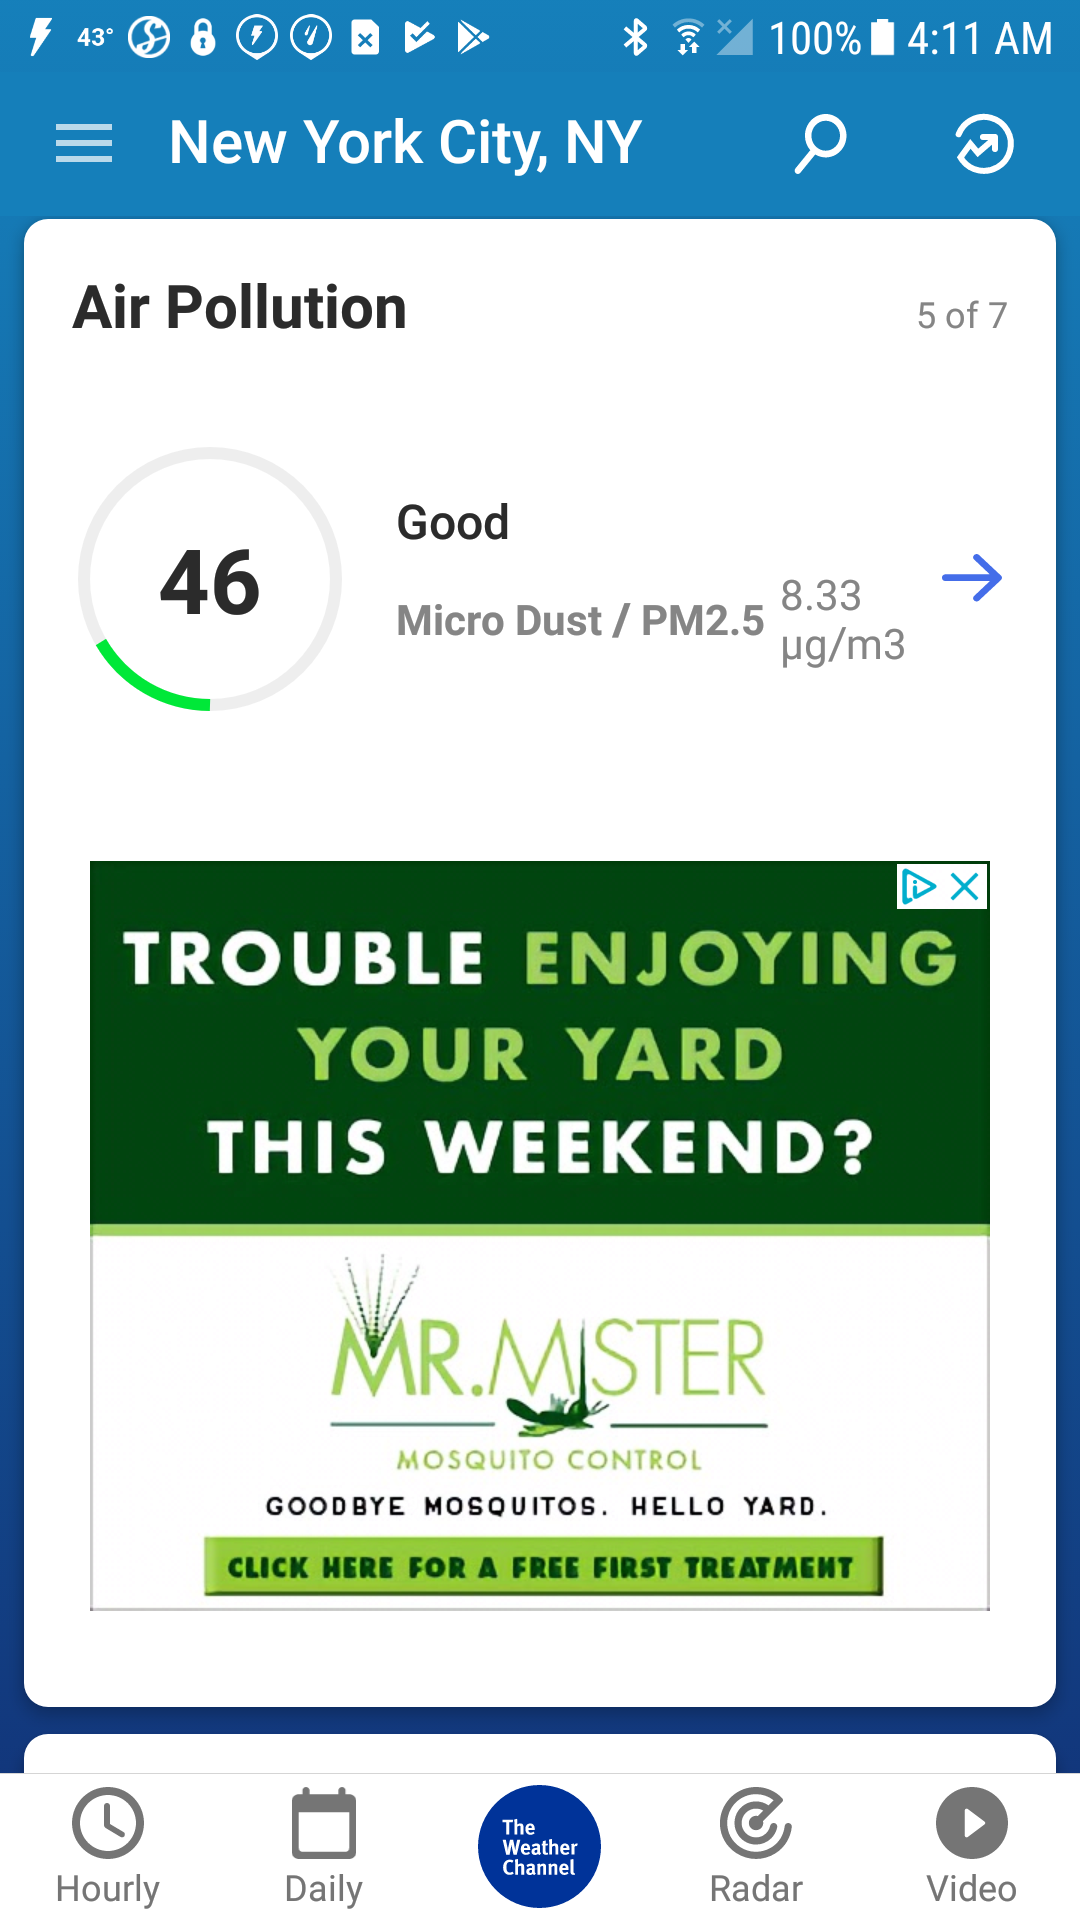 43° 100% 4:11 AM
New York City, NY
Air Pollution
5 of 7
46
Good
Micro Dust / PM2.5
8.33
µg/m3
TROUBLE ENJOYING
YOUR YARD
THIS WEEKEND?
MR.MISTER
MOSQUITO CONTROL
GOODBYE MOSQUITOS. HELLO YARD.
CLICK HERE FOR A FREE FIRST TREATMENT
Hourly
Daily
The
Weather
Channel
Radar
Video